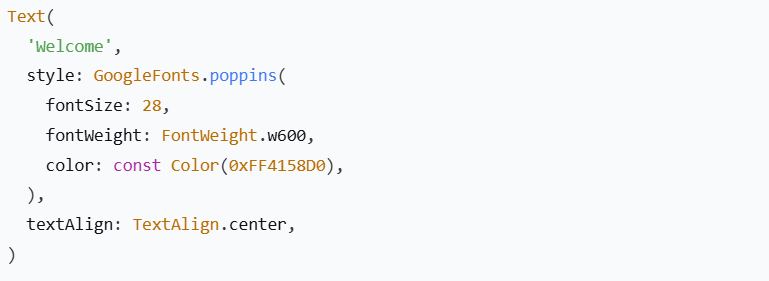 Text(
  'Welcome',
  style: GoogleFonts.poppins(
    fontSize: 28,
    fontWeight: FontWeight.w600,
    color: const Color(0xFF4158D0),
  ),
  textAlign: TextAlign.center,
)